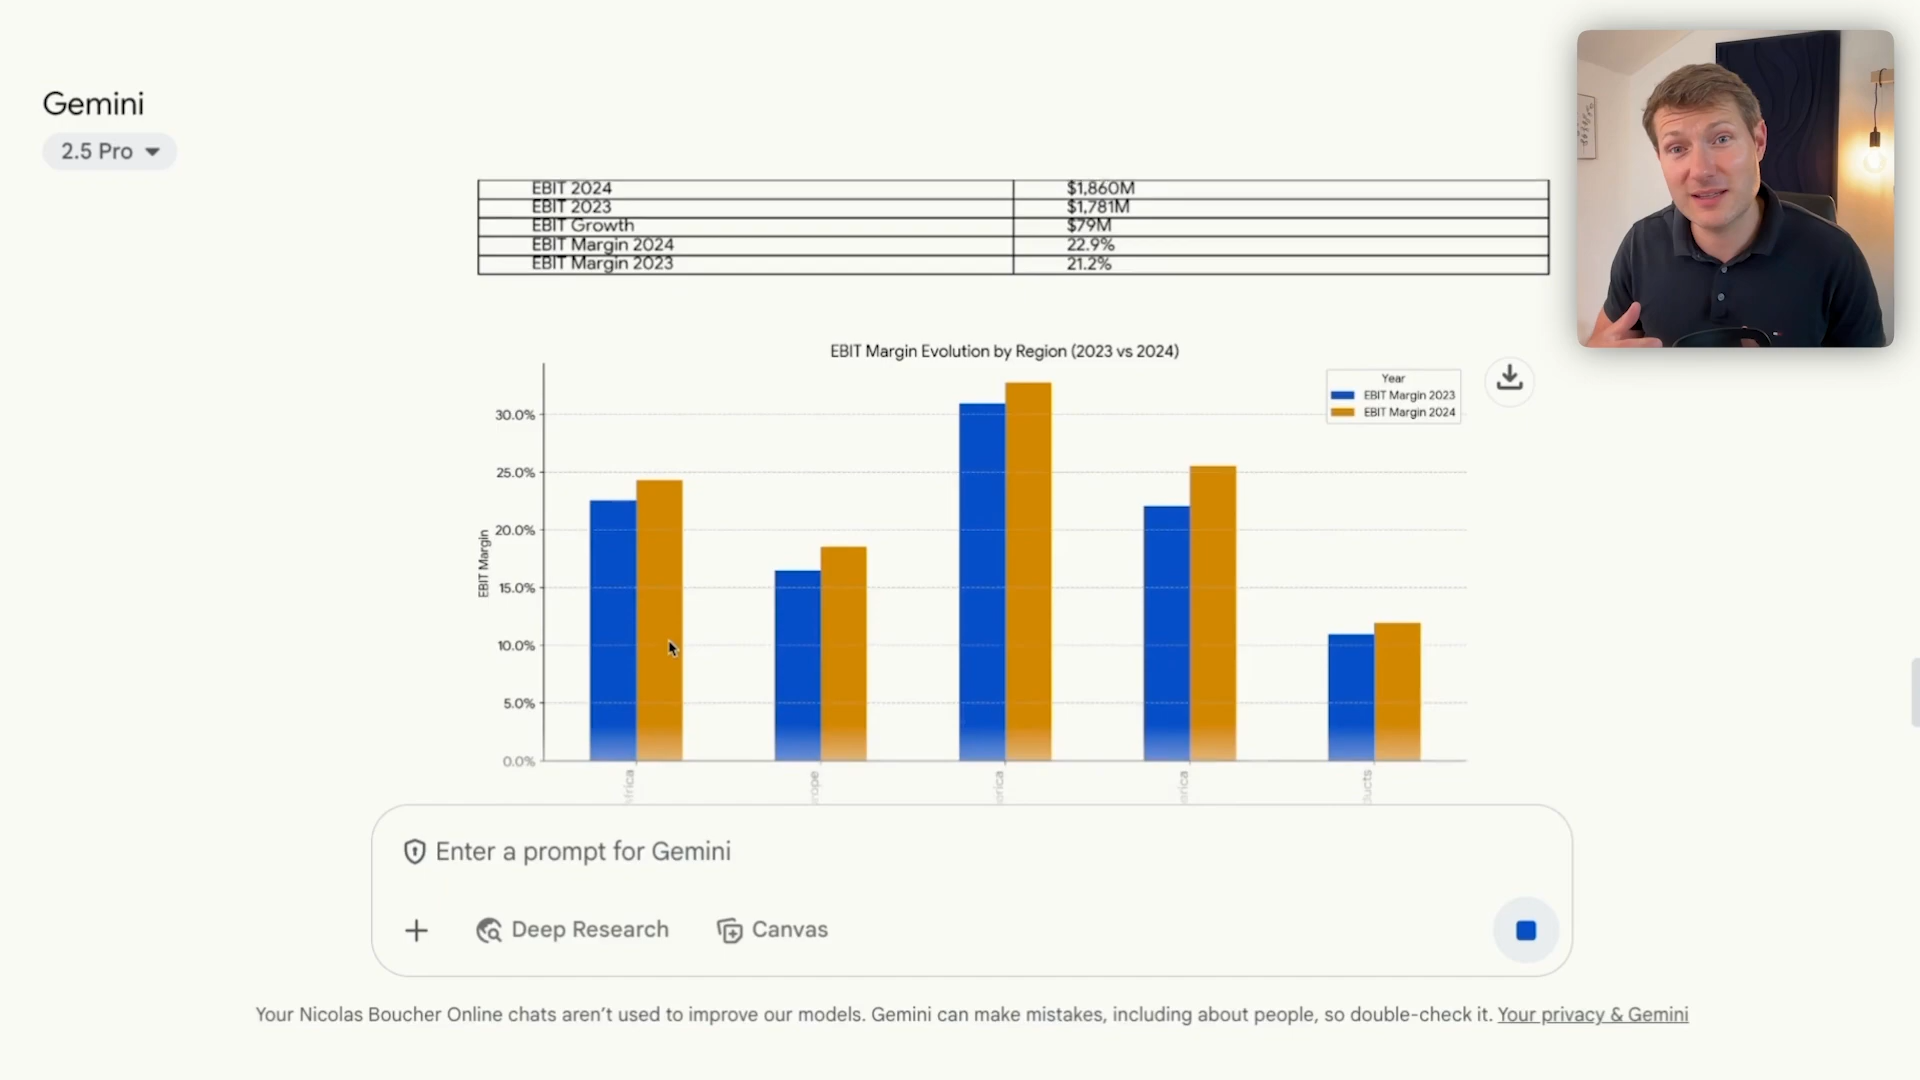 Gemini
2.5 Pro
EBIT 2024 $1,860M
EBIT 2023 $1,781M
EBIT Growth $79M
EBIT Margin 2024 22.9%
EBIT Margin 2023 21.2%
EBIT Margin Evolution by Region (2023 vs 2024)
Year
EBIT Margin 2023
EBIT Margin 2024
EBIT Margin
30.0%
25.0%
20.0%
15.0%
10.0%
5.0%
0.0%
Enter a prompt for Gemini
Deep Research
Canvas
Your Nicolas Boucher Online chats aren't used to improve our models. Gemini can make mistakes, including about people, so double-check it. Your privacy & Gemini